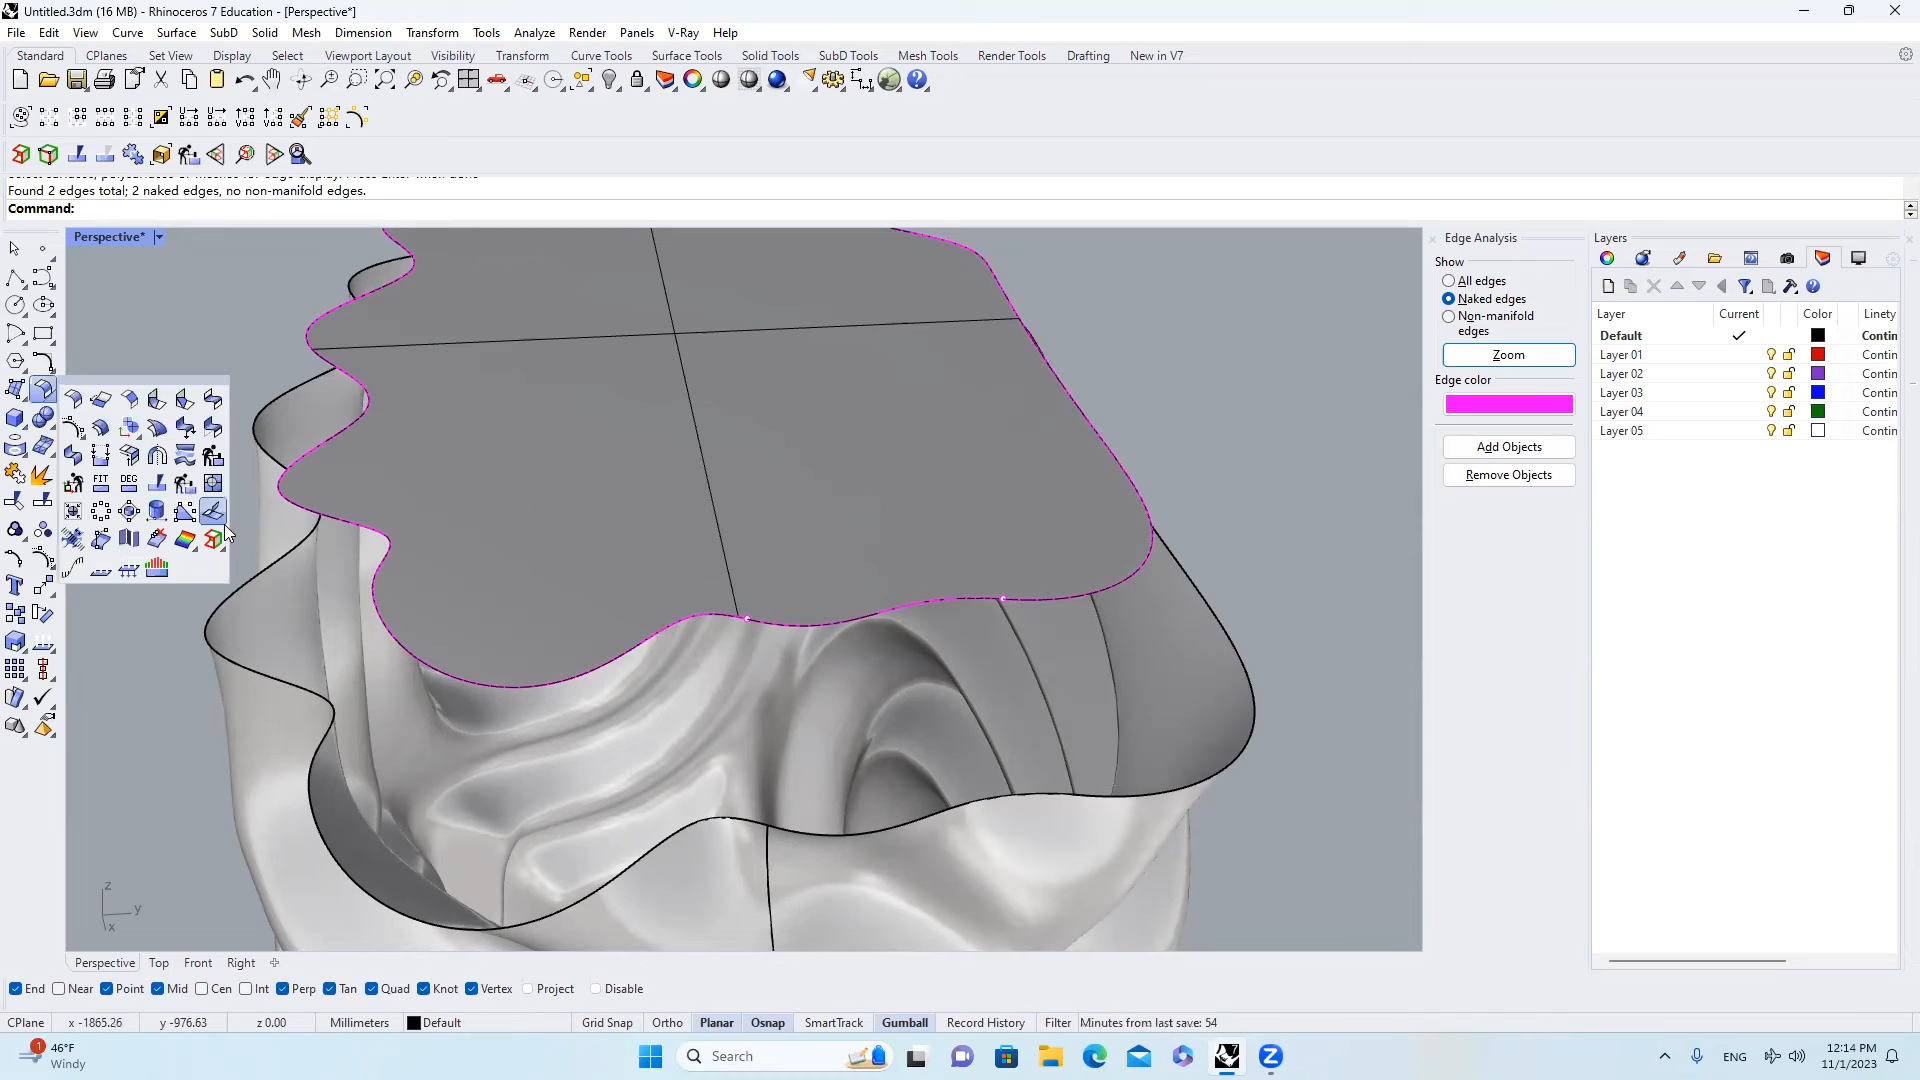 Untitled.3dm (16 MB) - Rhinoceros 7 Education - [Perspective*]
File Edit View Curve Surface SubD Solid Mesh Dimension Transform Tools Analyze Render Panels V-Ray Help
Standard CPlanes Set View Display Select Viewport Layout Visibility Transform Curve Tools Surface Tools Solid Tools SubD Tools Mesh Tools Render Tools Drafting New in V7
Found 2 edges total; 2 naked edges, no non-manifold edges.
Command:
Perspective*
Edge Analysis
Show
All edges
Naked edges
Non-manifold
edges
Zoom
Edge color
Add Objects
Remove Objects
Layers
Layer Current Color Linety
Default Contin
Layer 01 Contin
Layer 02 Contin
Layer 03 Contin
Layer 04 Contin
Layer 05 Contin
FIT DEG
z
y
x
Perspective Top Front Right
End Near Point Mid Cen Int Perp Tan Quad Knot Vertex Project Disable
CPlane x -1865.26 y -976.63 z 0.00 Millimeters Default Grid Snap Ortho Planar Osnap SmartTrack Gumball Record History Filter Minutes from last save: 54
1
46°F
Windy
Search
ENG
12:14 PM
11/1/2023